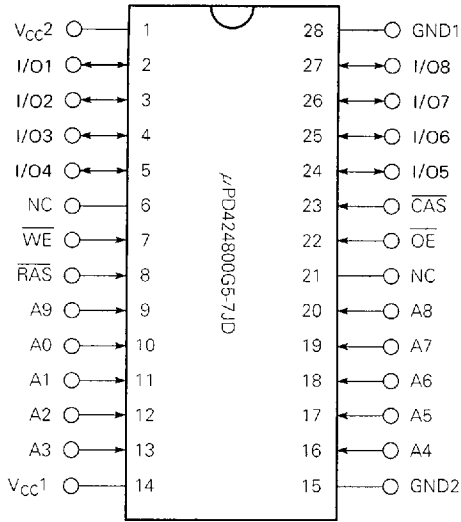 VCC2 1 28 GND1
I/O1 2 27 I/O8
I/O2 3 26 I/O7
I/O3 4 25 I/O6
I/O4 5 24 I/O5
NC 6 23 CAS
WE 7 22 OE
RAS 8 21 NC
A9 9 20 A8
A0 10 19 A7
A1 11 18 A6
A2 12 17 A5
A3 13 16 A4
VCC1 14 15 GND2
μPD424800G5-7JD